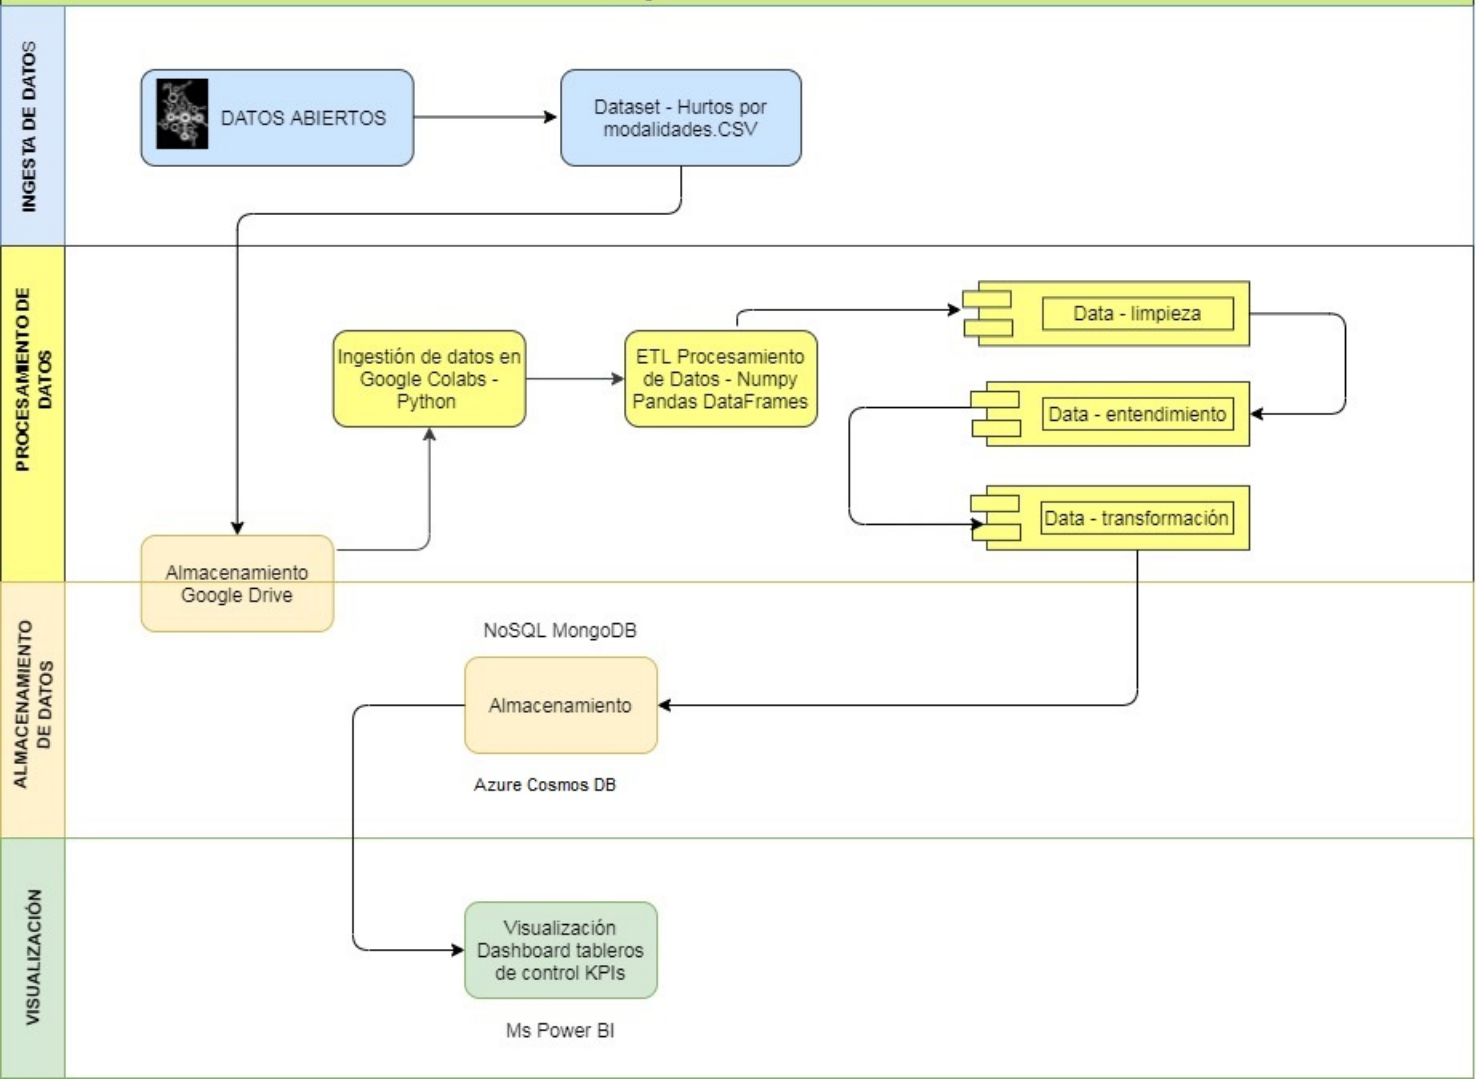 INGESTA DE DATOS
DATOS ABIERTOS
Dataset - Hurtos por
modalidades.CSV
PROCESAMIENTO DE
DATOS
Ingestión de datos en
Google Colabs -
Python
ETL Procesamiento
de Datos - Numpy
Pandas DataFrames
Data - limpieza
Data - entendimiento
Data - transformación
Almacenamiento
Google Drive
ALMACENAMIENTO
DE DATOS
NoSQL MongoDB
Almacenamiento
Azure Cosmos DB
VISUALIZACIÓN
Visualización
Dashboard tableros
de control KPIs
Ms Power BI